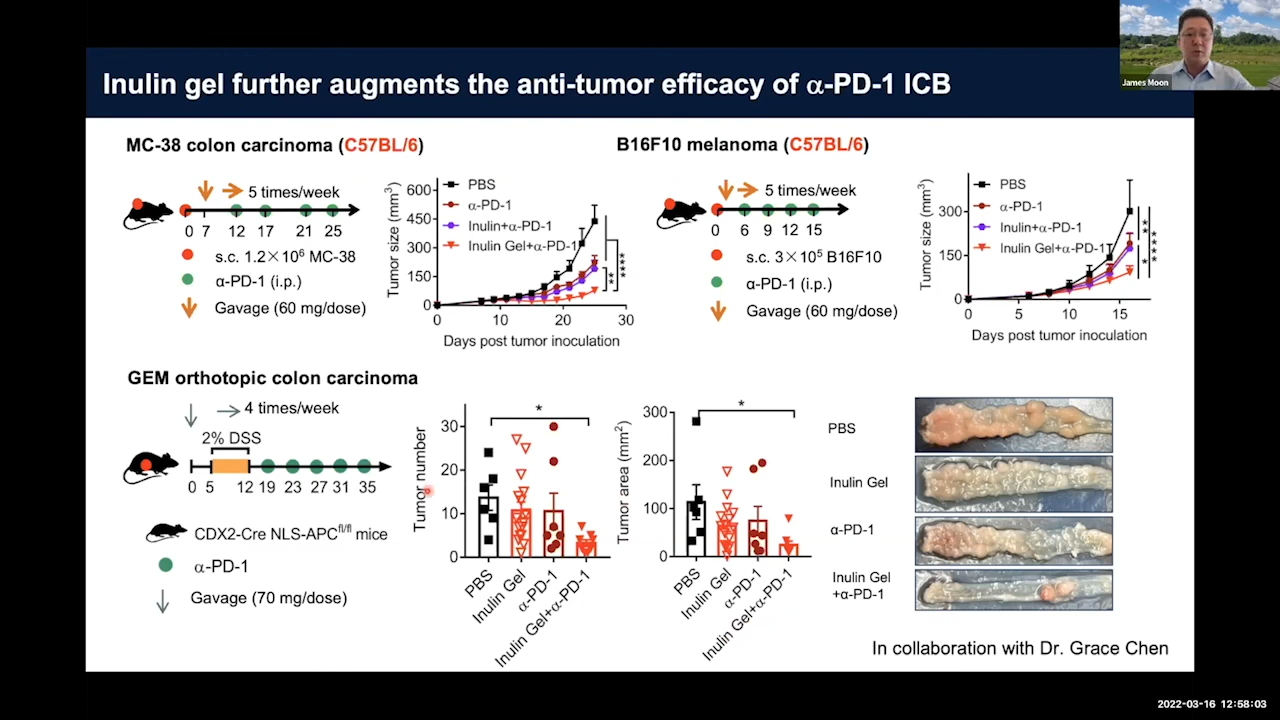 James Moon
Inulin gel further augments the anti-tumor efficacy of α-PD-1 ICB
MC-38 colon carcinoma (C57BL/6)
5 times/week
0 7 12 17 21 25
s.c. 1.2×10⁶ MC-38
α-PD-1 (i.p.)
Gavage (60 mg/dose)
Tumor size (mm³)
600
450
300
150
0
PBS
α-PD-1
Inulin+α-PD-1
Inulin Gel+α-PD-1
****
**
0 10 20 30
Days post tumor inoculation
B16F10 melanoma (C57BL/6)
5 times/week
0 6 9 12 15
s.c. 3×10⁵ B16F10
α-PD-1 (i.p.)
Gavage (60 mg/dose)
Tumor size (mm³)
300
150
0
PBS
α-PD-1
Inulin+α-PD-1
Inulin Gel+α-PD-1
**
*
****
0 5 10 15
Days post tumor inoculation
GEM orthotopic colon carcinoma
4 times/week
2% DSS
0 5 12 19 23 27 31 35
CDX2-Cre NLS-APCfl/fl mice
α-PD-1
Gavage (70 mg/dose)
Tumor number
30
20
10
0
*
PBS
Inulin Gel
α-PD-1
Inulin Gel+α-PD-1
Tumor area (mm²)
300
200
100
0
*
PBS
Inulin Gel
α-PD-1
Inulin Gel+α-PD-1
PBS
Inulin Gel
α-PD-1
Inulin Gel
+α-PD-1
In collaboration with Dr. Grace Chen
2022-03-16 12:58:03